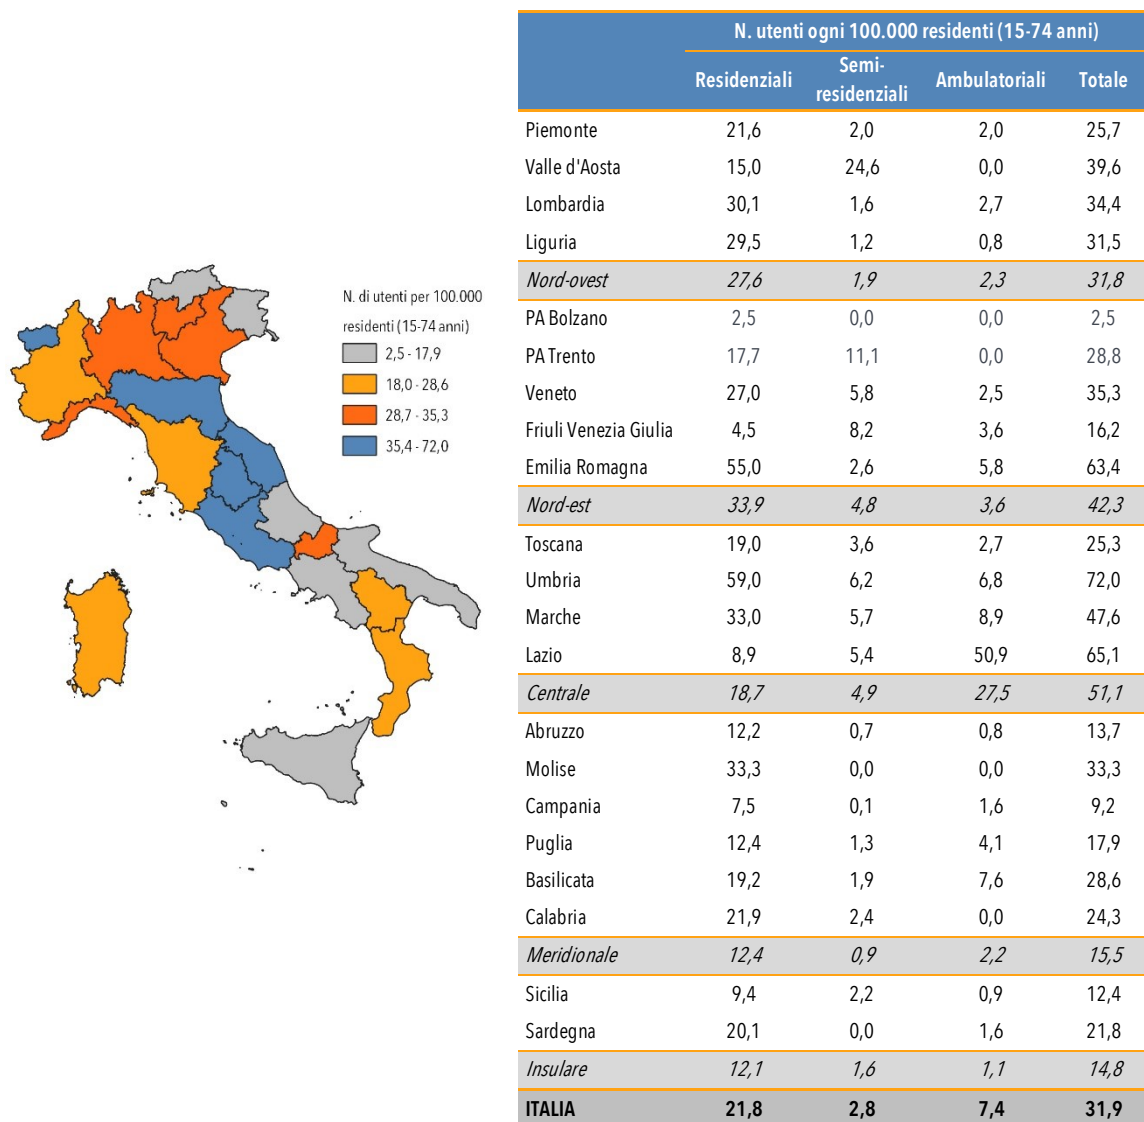 N. di utenti per 100.000
residenti (15-74 anni)
2,5 - 17,9
18,0 - 28,6
28,7 - 35,3
35,4 - 72,0
N. utenti ogni 100.000 residenti (15-74 anni)
Residenziali Semi-residenziali Ambulatoriali Totale
Piemonte 21,6 2,0 2,0 25,7
Valle d'Aosta 15,0 24,6 0,0 39,6
Lombardia 30,1 1,6 2,7 34,4
Liguria 29,5 1,2 0,8 31,5
Nord-ovest 27,6 1,9 2,3 31,8
PA Bolzano 2,5 0,0 0,0 2,5
PA Trento 17,7 11,1 0,0 28,8
Veneto 27,0 5,8 2,5 35,3
Friuli Venezia Giulia 4,5 8,2 3,6 16,2
Emilia Romagna 55,0 2,6 5,8 63,4
Nord-est 33,9 4,8 3,6 42,3
Toscana 19,0 3,6 2,7 25,3
Umbria 59,0 6,2 6,8 72,0
Marche 33,0 5,7 8,9 47,6
Lazio 8,9 5,4 50,9 65,1
Centrale 18,7 4,9 27,5 51,1
Abruzzo 12,2 0,7 0,8 13,7
Molise 33,3 0,0 0,0 33,3
Campania 7,5 0,1 1,6 9,2
Puglia 12,4 1,3 4,1 17,9
Basilicata 19,2 1,9 7,6 28,6
Calabria 21,9 2,4 0,0 24,3
Meridionale 12,4 0,9 2,2 15,5
Sicilia 9,4 2,2 0,9 12,4
Sardegna 20,1 0,0 1,6 21,8
Insulare 12,1 1,6 1,1 14,8
ITALIA 21,8 2,8 7,4 31,9